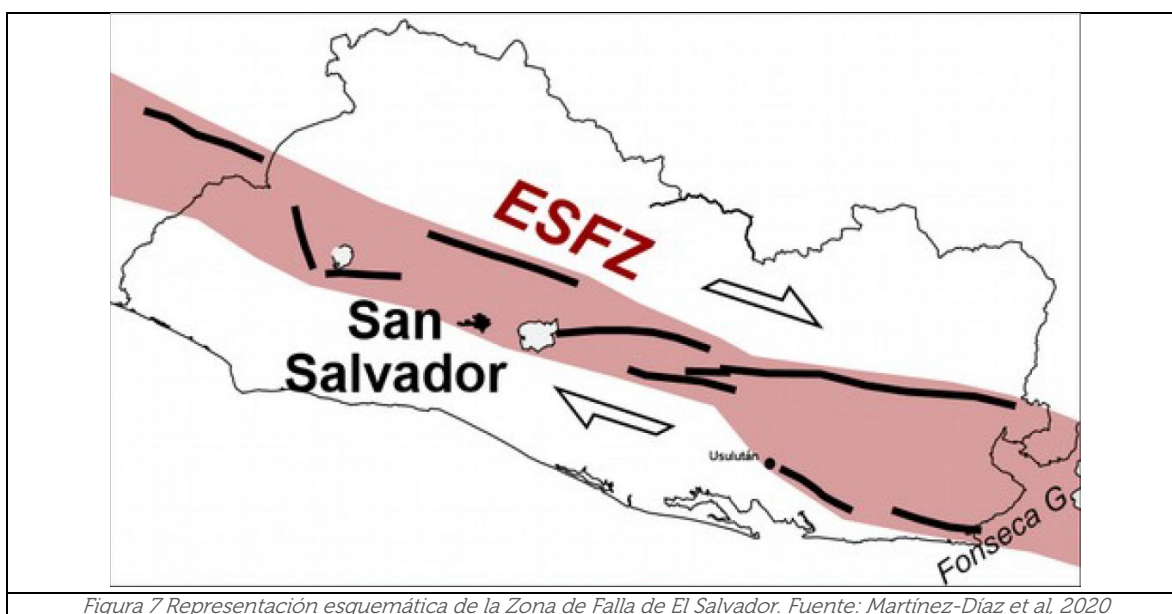 ESFZ
San
Salvador
Usulután
Fonseca G
Figura 7 Representación esquemática de la Zona de Falla de El Salvador. Fuente: Martínez-Díaz et al, 2020